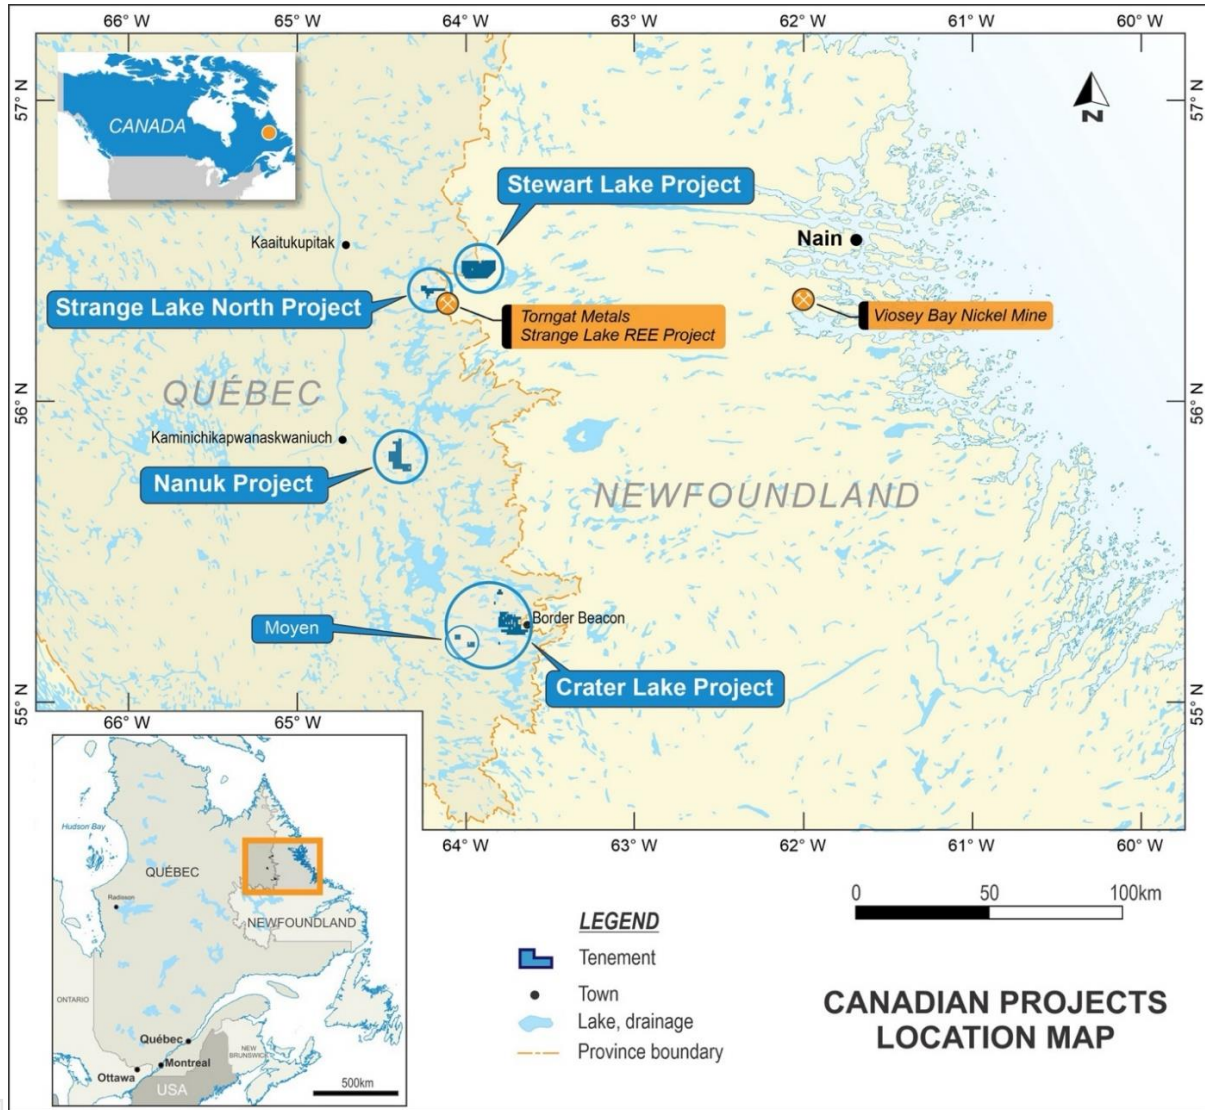 66° W 65° W 64° W 63° W 62° W 61° W 60° W
57° N
57° N
CANADA
N
Stewart Lake Project
Kaaitukupitak
Nain
Strange Lake North Project
Torngat Metals
Strange Lake REE Project
Viosey Bay Nickel Mine
QUÉBEC
56° N
56° N
Kaminichikapwanaskwaniuch
Nanuk Project
NEWFOUNDLAND
Moyen
Border Beacon
Crater Lake Project
55° N
55° N
66° W 65° W
64° W 63° W 62° W 61° W 60° W
Hudson Bay
QUÉBEC
Radisson
NEWFOUNDLAND
ONTARIO
Québec
NEW
BRUNSWICK
Montreal
Ottawa
USA
500km
0 50 100km
LEGEND
Tenement
Town
Lake, drainage
Province boundary
CANADIAN PROJECTS
LOCATION MAP